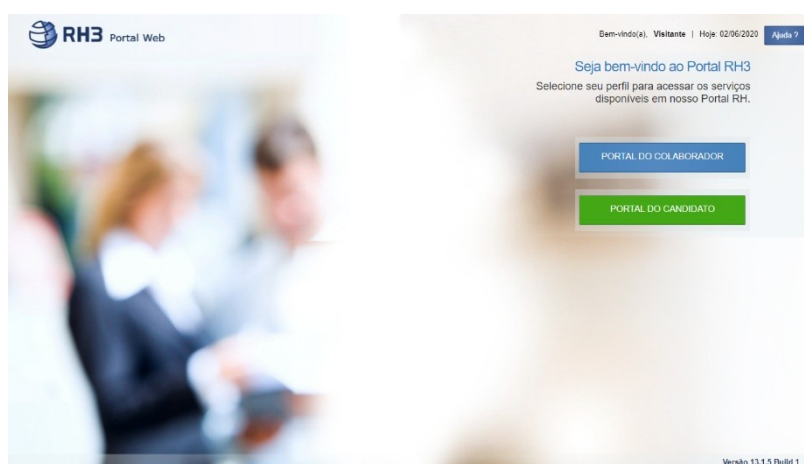 RH3 Portal Web
Bem-vindo(a), Visitante | Hoje: 02/06/2020
Ajuda ?
Seja bem-vindo ao Portal RH3
Selecione seu perfil para acessar os serviços
disponíveis em nosso Portal RH.
PORTAL DO COLABORADOR
PORTAL DO CANDIDATO
Versão 13.1.5 Build 1